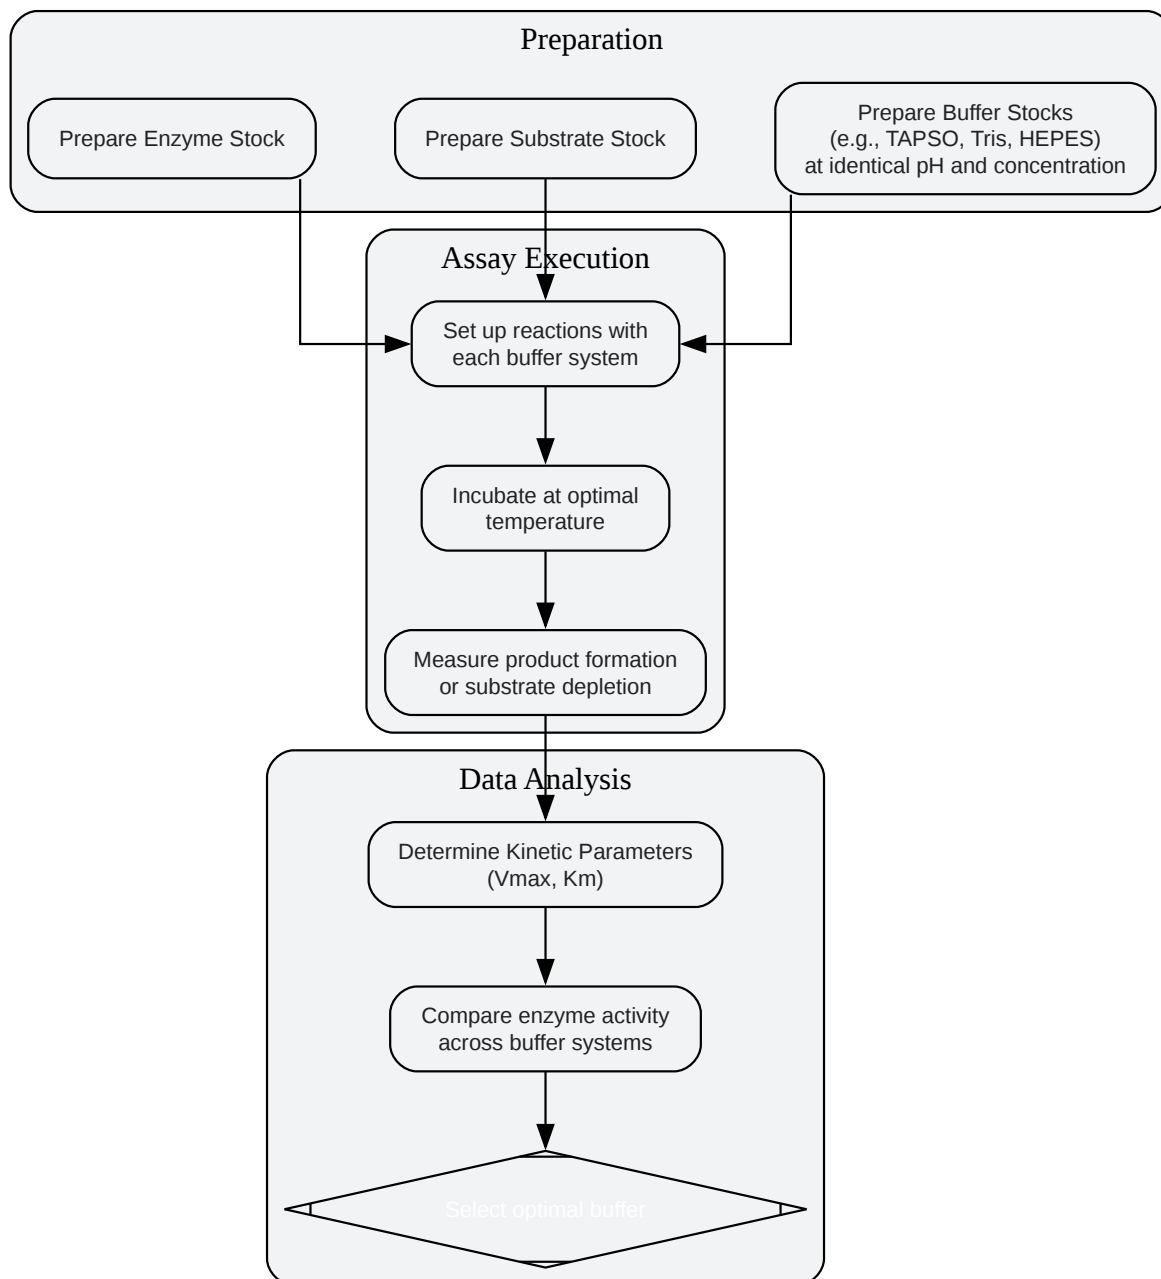 Preparation
Prepare Enzyme Stock
Prepare Substrate Stock
Prepare Buffer Stocks
(e.g., TAPSO, Tris, HEPES)
at identical pH and concentration
Assay Execution
Set up reactions with
each buffer system
Incubate at optimal
temperature
Measure product formation
or substrate depletion
Data Analysis
Determine Kinetic Parameters
(Vmax, Km)
Compare enzyme activity
across buffer systems
Select optimal buffer